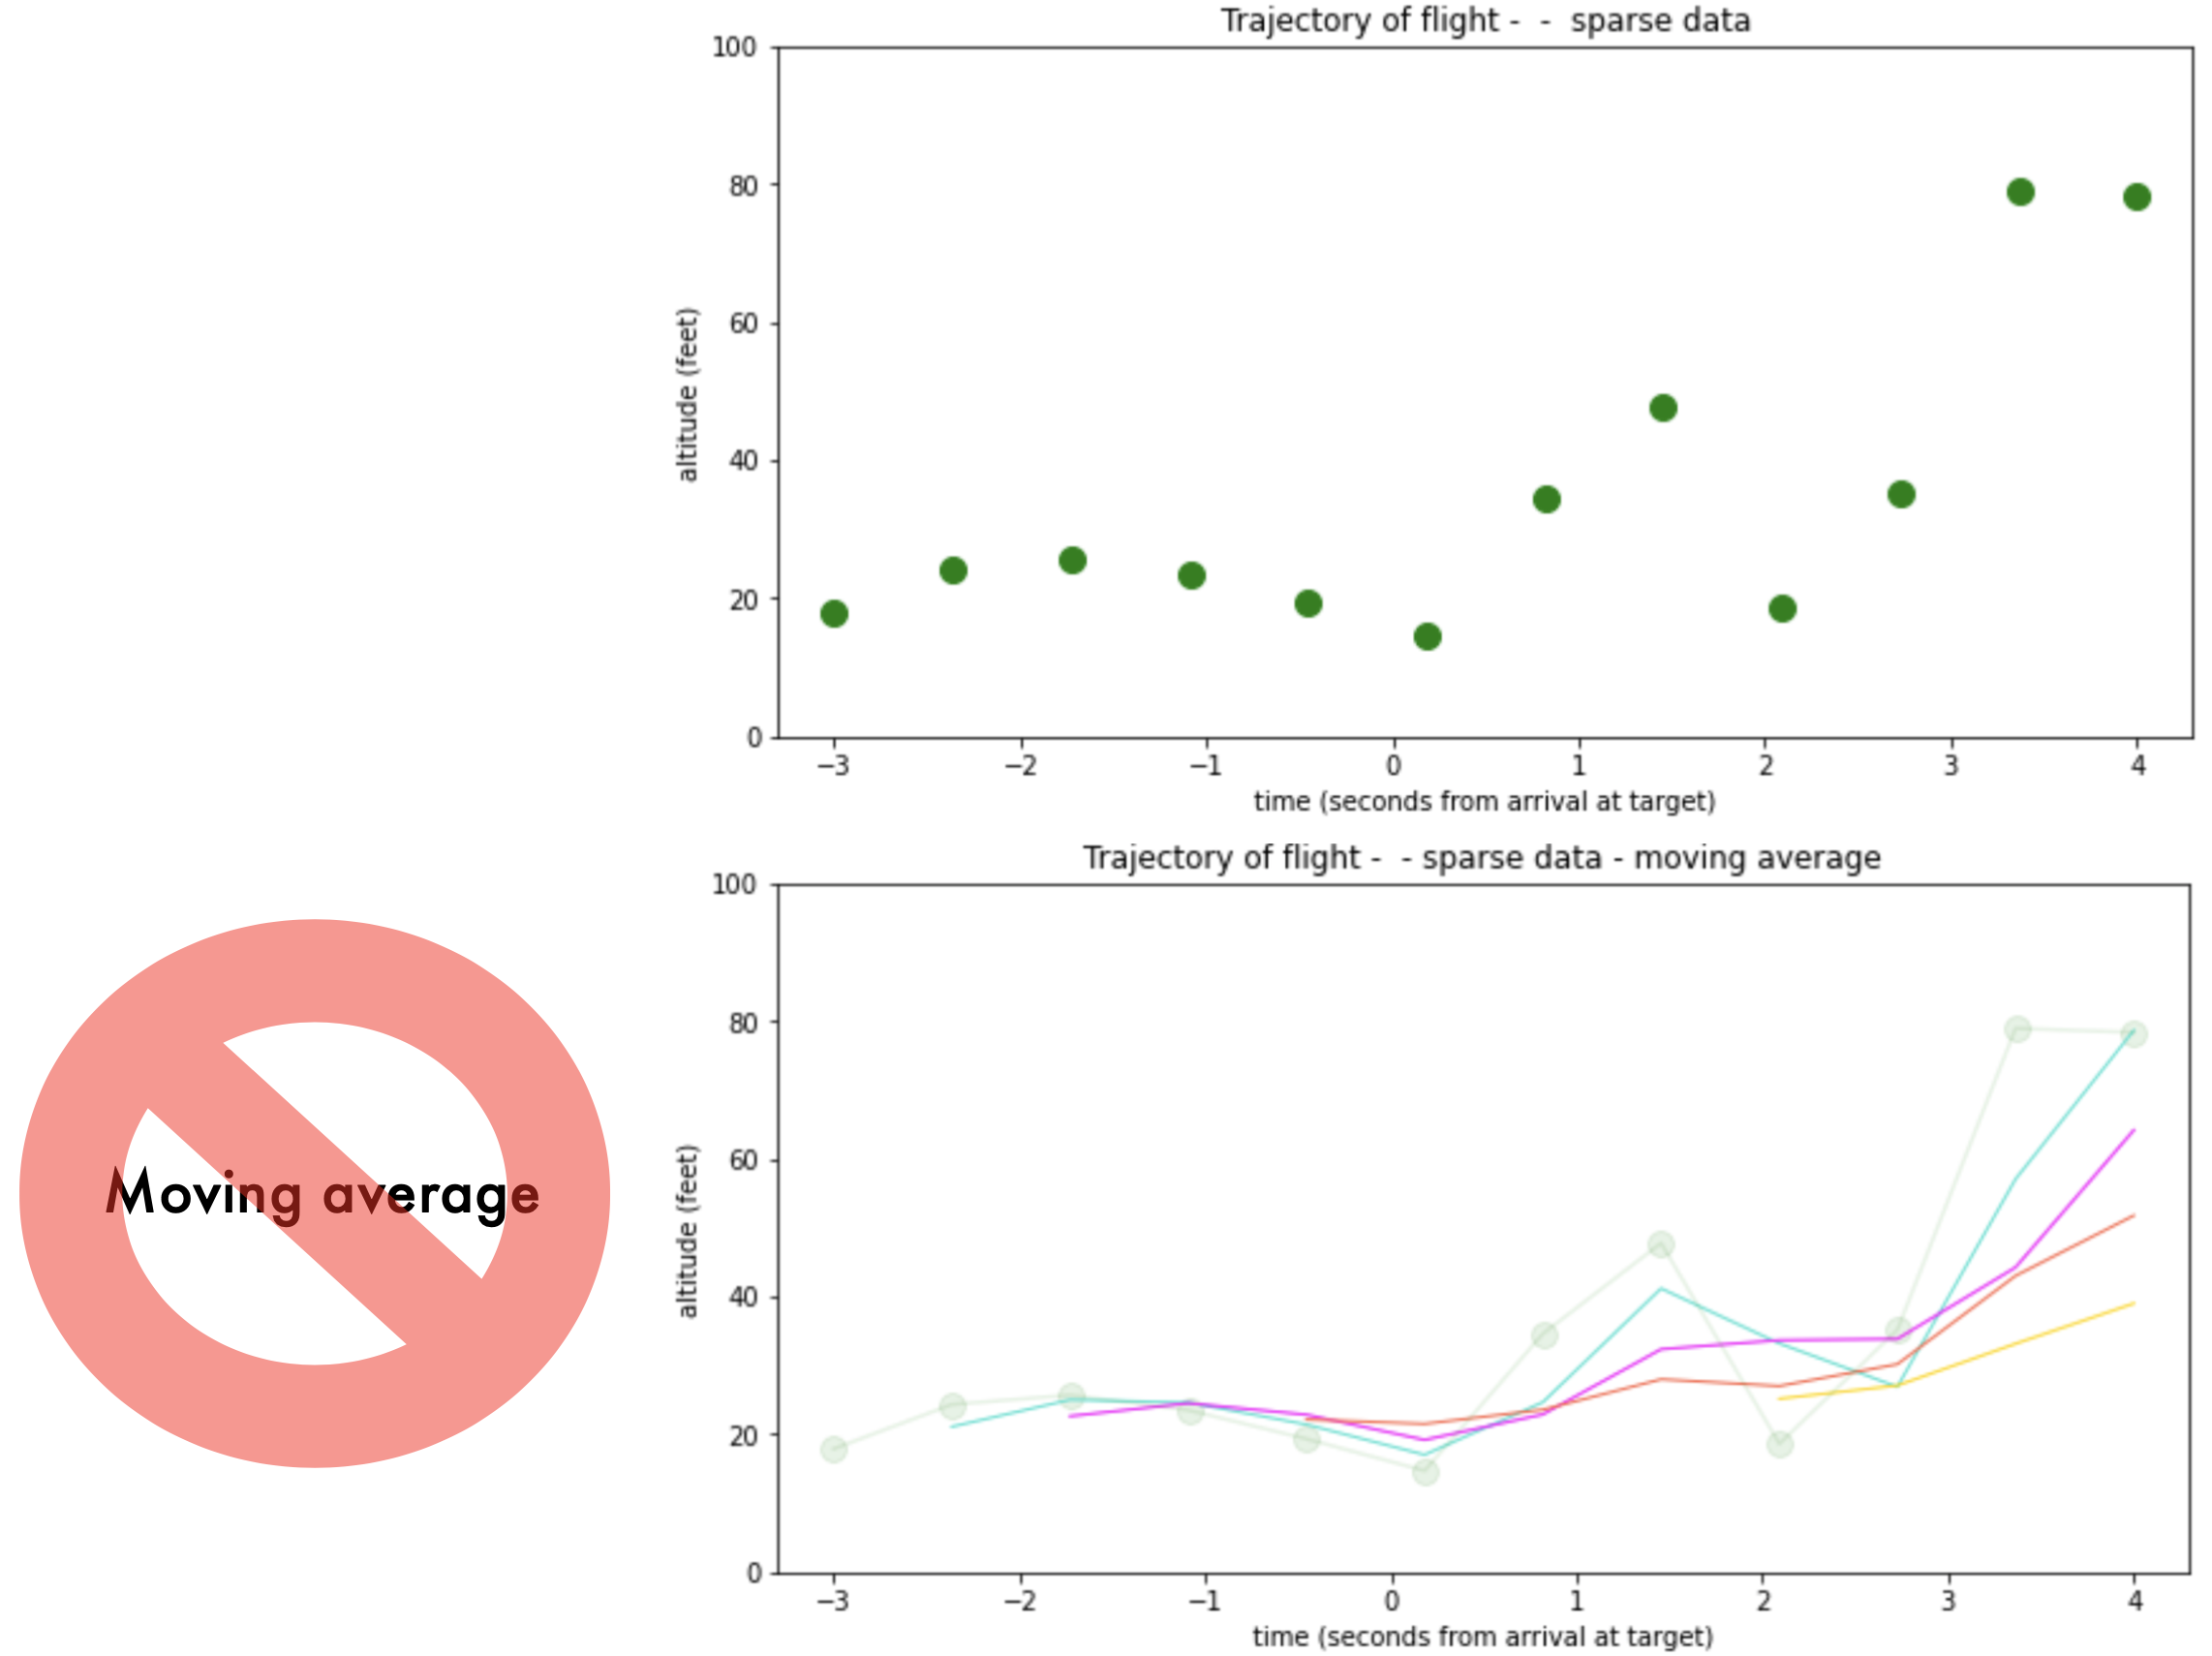 Trajectory of flight -  -  sparse data
100
80
60
40
20
0
altitude (feet)
−3 −2 −1 0 1 2 3 4
time (seconds from arrival at target)
Trajectory of flight -  - sparse data - moving average
100
80
60
40
20
0
altitude (feet)
−3 −2 −1 0 1 2 3 4
time (seconds from arrival at target)
Moving average